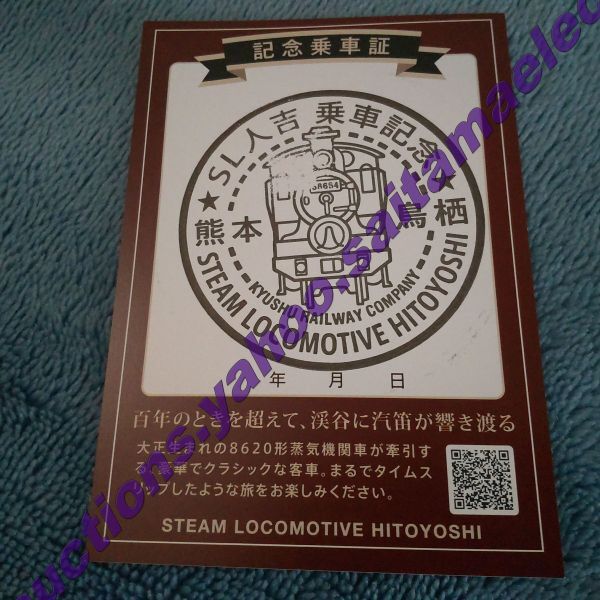 記念乗車証
SL人吉 乗車記念
58654
熊本
鳥栖
KYUSHU RAILWAY COMPANY
STEAM LOCOMOTIVE HITOYOSHI
年 月 日
百年のときを超えて、渓谷に汽笛が響き渡る
大正生まれの8620形蒸気機関車が牽引す
る、豪華でクラシックな客車。まるでタイムス
リップしたような旅をお楽しみください。
STEAM LOCOMOTIVE HITOYOSHI
auctions.yahoo.saitamaelec